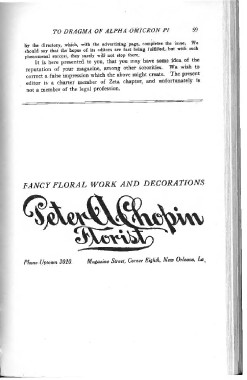 TO DRAGMA OF ALPHA OMICRON PI 99
by the directory, which, with the advertising page, completes the issue. We
should say that the hopes of its editors are fast being fulfilled, but with such
phenomenal success, they surely will not stop there.
It is here presented to you, that you may have some idea of the
reputation of your magazine, among other sororities. We wish to
correct a false impression which the above might create. The present
editor is a charter member of Zeta chapter, and unfortunately is
not a member of the legal profession.
FANCY FLORAL WORK AND DECORATIONS
Peter A. Chopin
Florist
Phone Uptown 2020. Magazine Street, Corner Eighth, New Orleans, La.